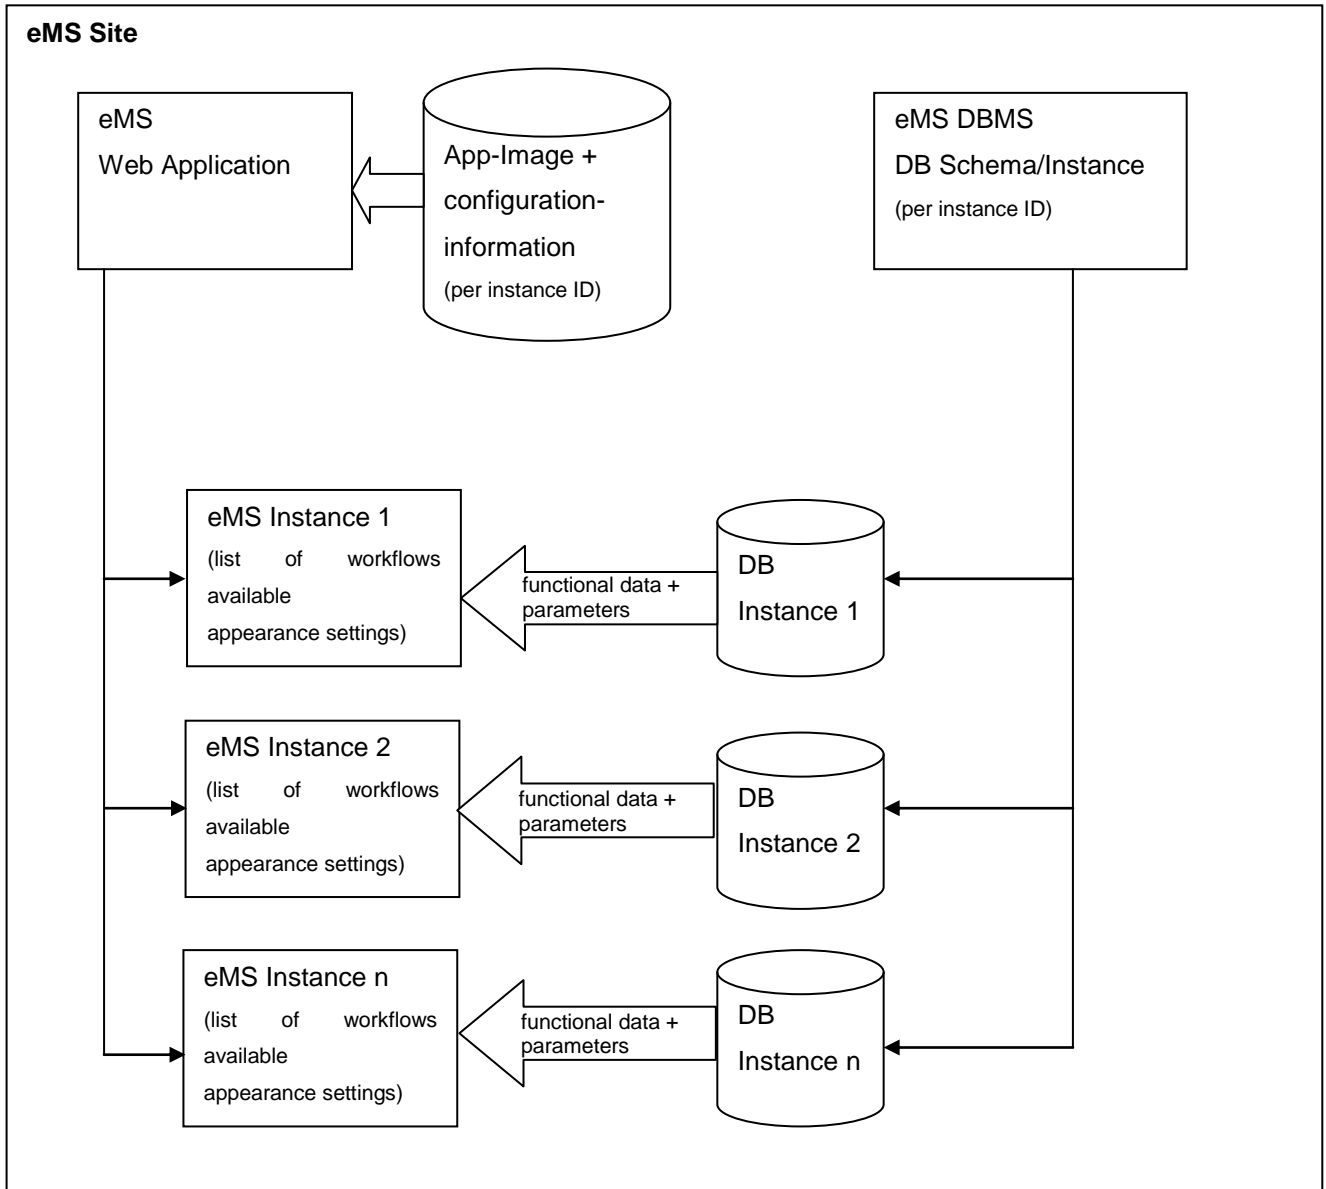 eMS Site
eMS
Web Application
App-Image +
configuration-
information
(per instance ID)
eMS DBMS
DB Schema/Instance
(per instance ID)
eMS Instance 1
(list of workflows
available
appearance settings)
functional data +
parameters
DB
Instance 1
eMS Instance 2
(list of workflows
available
appearance settings)
functional data +
parameters
DB
Instance 2
eMS Instance n
(list of workflows
available
appearance settings)
functional data +
parameters
DB
Instance n